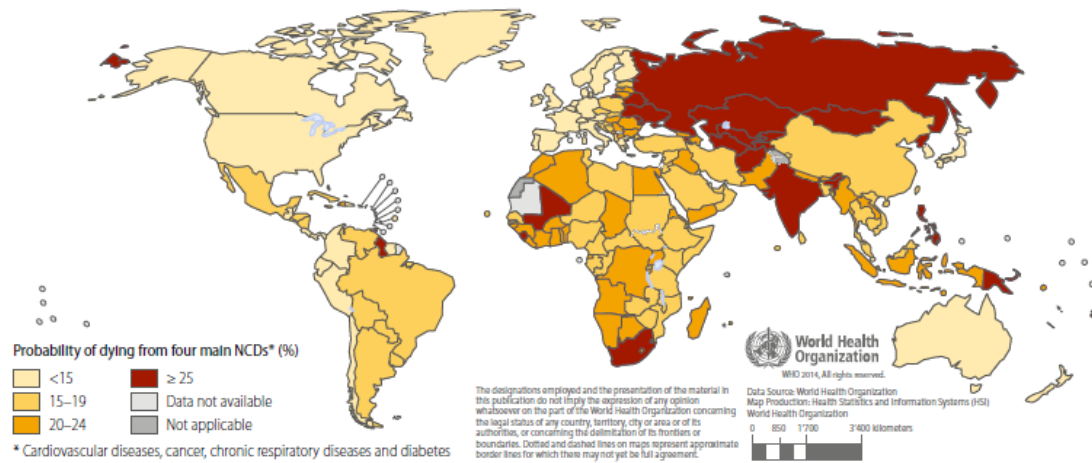 Probability of dying from four main NCDs* (%)
<15
≥ 25
15–19
Data not available
20–24
Not applicable
* Cardiovascular diseases, cancer, chronic respiratory diseases and diabetes
The designations employed and the presentation of the material in
this publication do not imply the expression of any opinion
whatsoever on the part of the World Health Organization concerning
the legal status of any country, territory, city or area or of its
authorities, or concerning the delimitation of its frontiers or
boundaries. Dotted and dashed lines on maps represent approximate
border lines for which there may not yet be full agreement.
World Health
Organization
WHO 2014, All rights reserved.
Data Source: World Health Organization
Map Production: Health Statistics and Information Systems (HSI)
World Health Organization
0 850 1'700 3'400 kilometers